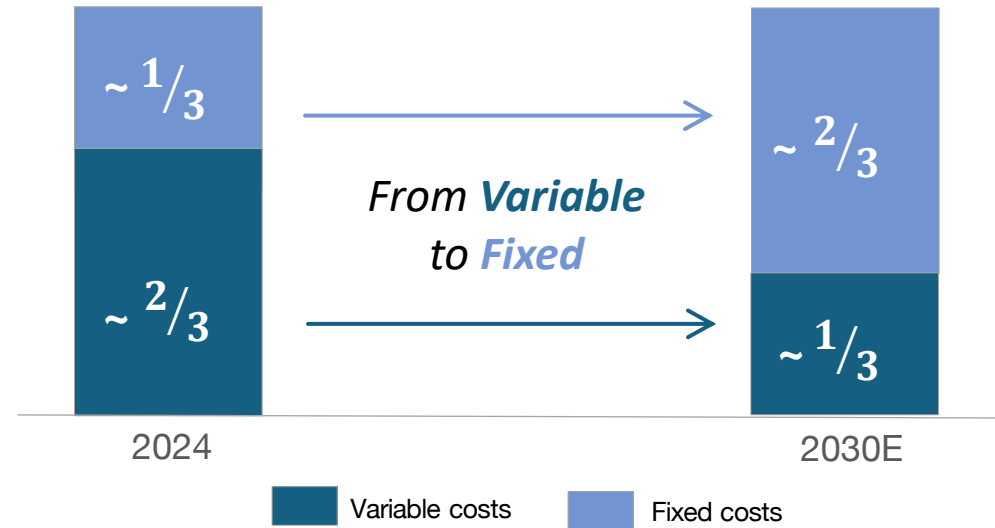 ~ 1/3
~ 2/3
From Variable
to Fixed
~ 2/3
~ 1/3
2024
2030E
Variable costs
Fixed costs